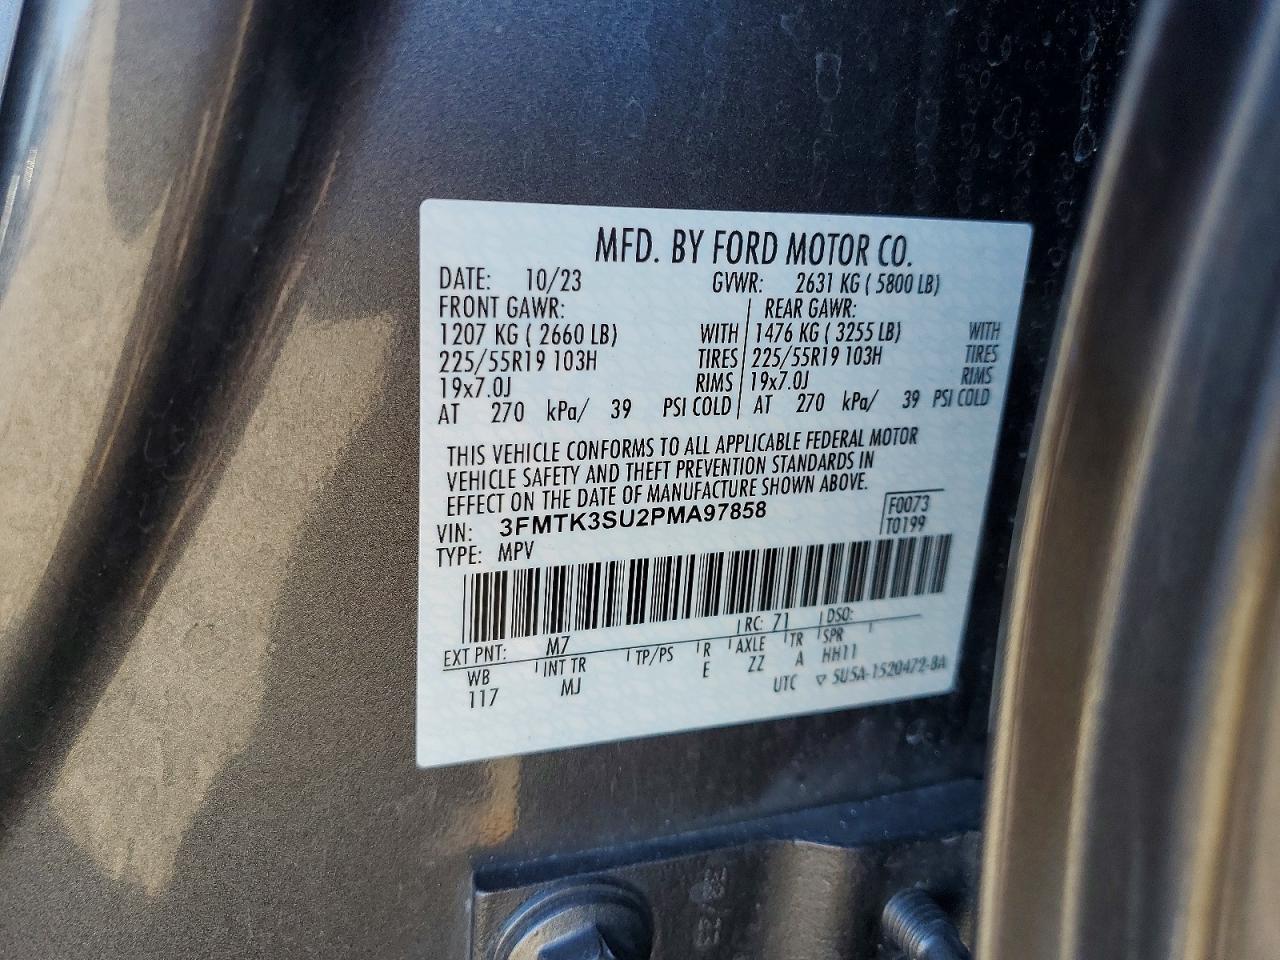 MFD. BY FORD MOTOR CO.
DATE: 10/23 GVWR: 2631 KG ( 5800 LB)
FRONT GAWR: REAR GAWR:
1207 KG ( 2660 LB) WITH 1476 KG ( 3255 LB) WITH
225/55R19 103H TIRES 225/55R19 103H TIRES
19x7.0J RIMS 19x7.0J RIMS
AT 270 kPa/ 39 PSI COLD AT 270 kPa/ 39 PSI COLD
THIS VEHICLE CONFORMS TO ALL APPLICABLE FEDERAL MOTOR
VEHICLE SAFETY AND THEFT PREVENTION STANDARDS IN
EFFECT ON THE DATE OF MANUFACTURE SHOWN ABOVE.
VIN: 3FMTK3SU2PMA97858 F0073
TYPE: MPV T0199
EXT PNT: M7 RC: 71 DSO:
WB INT TR TP/PS R AXLE TR SPR
117 MJ E ZZ A HH11
UTC ▽ 5U5A-1520472-BA